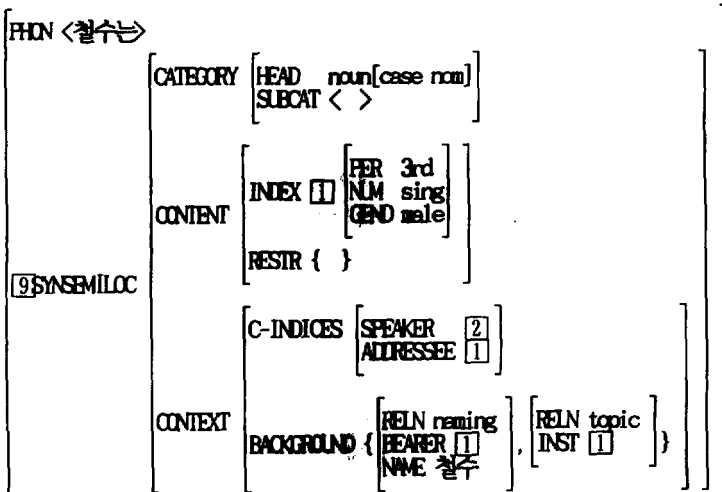 PHON <철수는>
CATEGORY HEAD noun[case nom]
SUBCAT < >
CONTENT INDEX 1 PER 3rd
NUM sing
GEND male
RESTR { }
9 SYNSEM|LOC
C-INDICES SPEAKER 2
ADDRESSEE 1
CONTEXT BACKGROUND { RELN naming
BEARER 1
NAME 철수 , RELN topic
INST 1 }